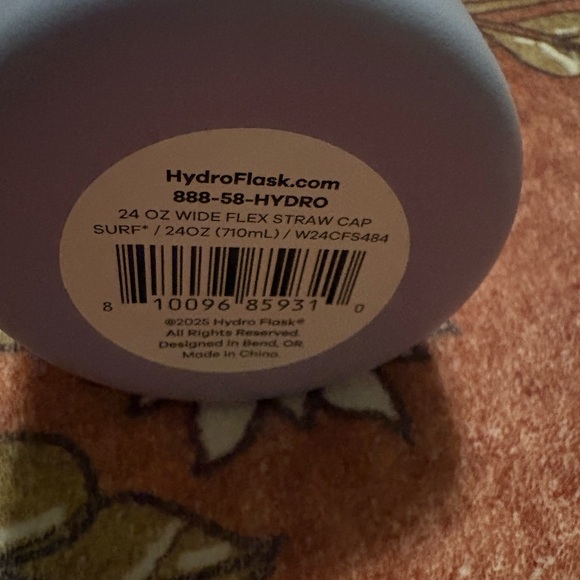 HydroFlask.com
888-58-HYDRO
24 OZ WIDE FLEX STRAW CAP
SURF* / 24OZ (710mL) / W24CFS484
8 10096 85931 0
©2025 Hydro Flask®
All Rights Reserved.
Designed in Bend, OR.
Made in China.